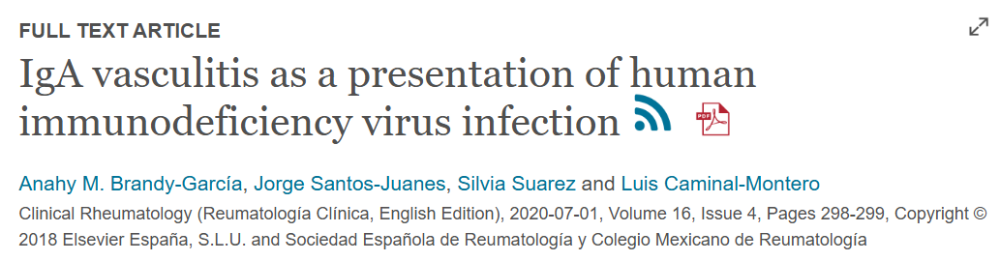 FULL TEXT ARTICLE
IgA vasculitis as a presentation of human
immunodeficiency virus infection
PDF
Anahy M. Brandy-García, Jorge Santos-Juanes, Silvia Suarez and Luis Caminal-Montero
Clinical Rheumatology (Reumatología Clínica, English Edition), 2020-07-01, Volume 16, Issue 4, Pages 298-299, Copyright ©
2018 Elsevier España, S.L.U. and Sociedad Española de Reumatología y Colegio Mexicano de Reumatología